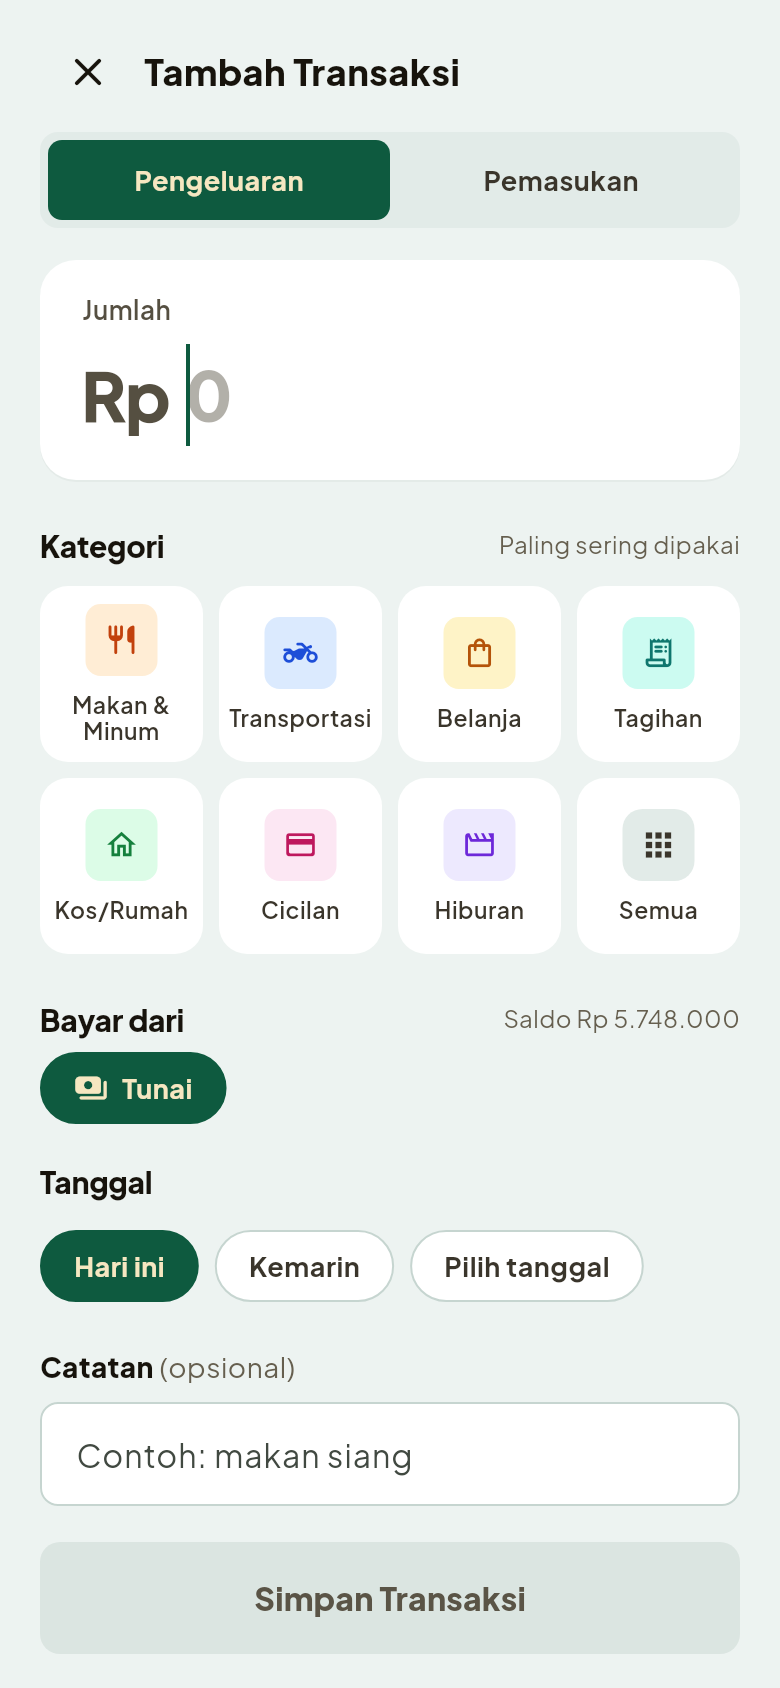 Tambah Transaksi
Pengeluaran
Pemasukan
Jumlah
Rp 0
Kategori
Paling sering dipakai
Makan &
Minum
Transportasi
Belanja
Tagihan
Kos/Rumah
Cicilan
Hiburan
Semua
Bayar dari
Saldo Rp 5.748.000
Tunai
Tanggal
Hari ini
Kemarin
Pilih tanggal
Catatan (opsional)
Contoh: makan siang
Simpan Transaksi